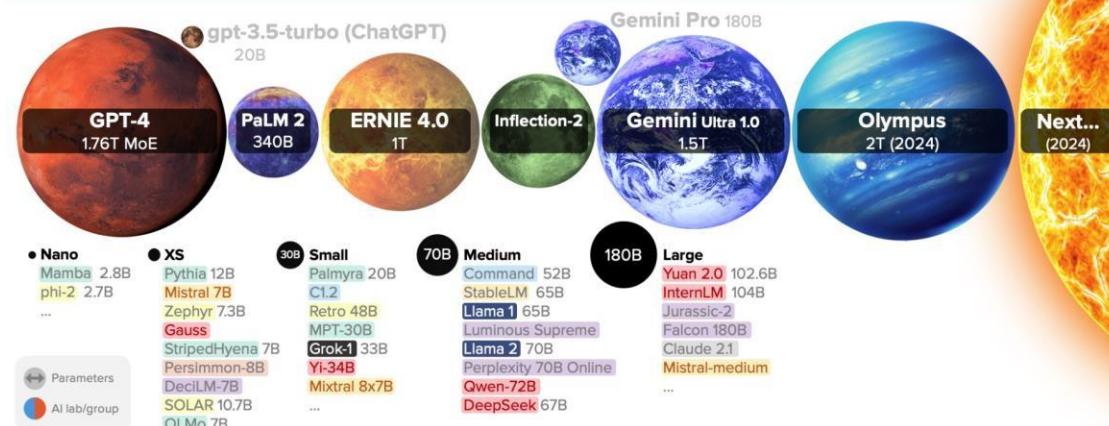 gpt-3.5-turbo (ChatGPT)
20B
Gemini Pro 180B
GPT-4
1.76T MoE
PaLM 2
340B
ERNIE 4.0
1T
Inflection-2
Gemini Ultra 1.0
1.5T
Olympus
2T (2024)
Next...
(2024)
Nano
Mamba 2.8B
phi-2 2.7B
...
XS
Pythia 12B
Mistral 7B
Zephyr 7.3B
Gauss
StripedHyena 7B
Persimmon-8B
DeciLM-7B
SOLAR 10.7B
OLMo 7B
30B Small
Palmyra 20B
C1.2
Retro 48B
MPT-30B
Grok-1 33B
Yi-34B
Mixtral 8x7B
...
70B Medium
Command 52B
StableLM 65B
Llama 1 65B
Luminous Supreme
Llama 2 70B
Perplexity 70B Online
Qwen-72B
DeepSeek 67B
180B Large
Yuan 2.0 102.6B
InternLM 104B
Jurassic-2
Falcon 180B
Claude 2.1
Mistral-medium
...
Parameters
AI lab/group